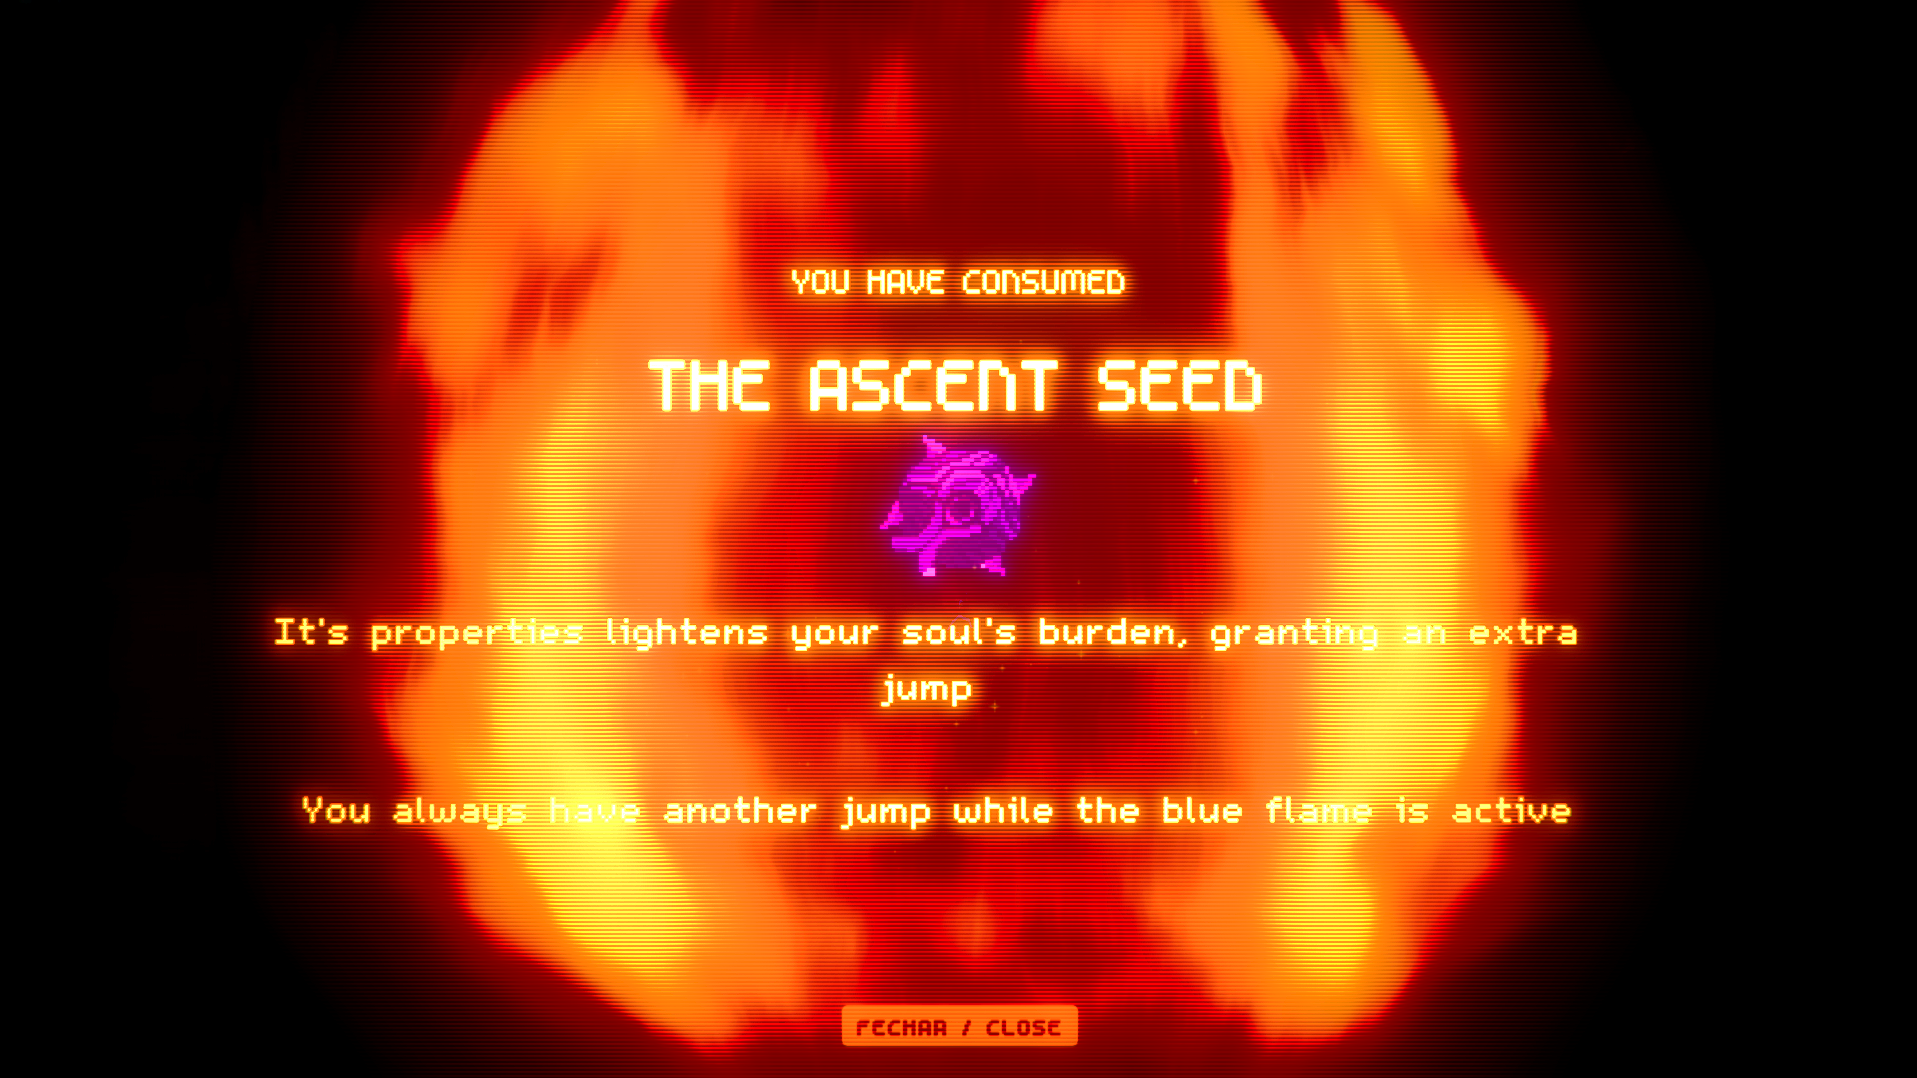 YOU HAVE CONSUMED
THE ASCENT SEED
It's properties lightens your soul's burden, granting an extra
jump
You always have another jump while the blue flame is active
FECHAR / CLOSE